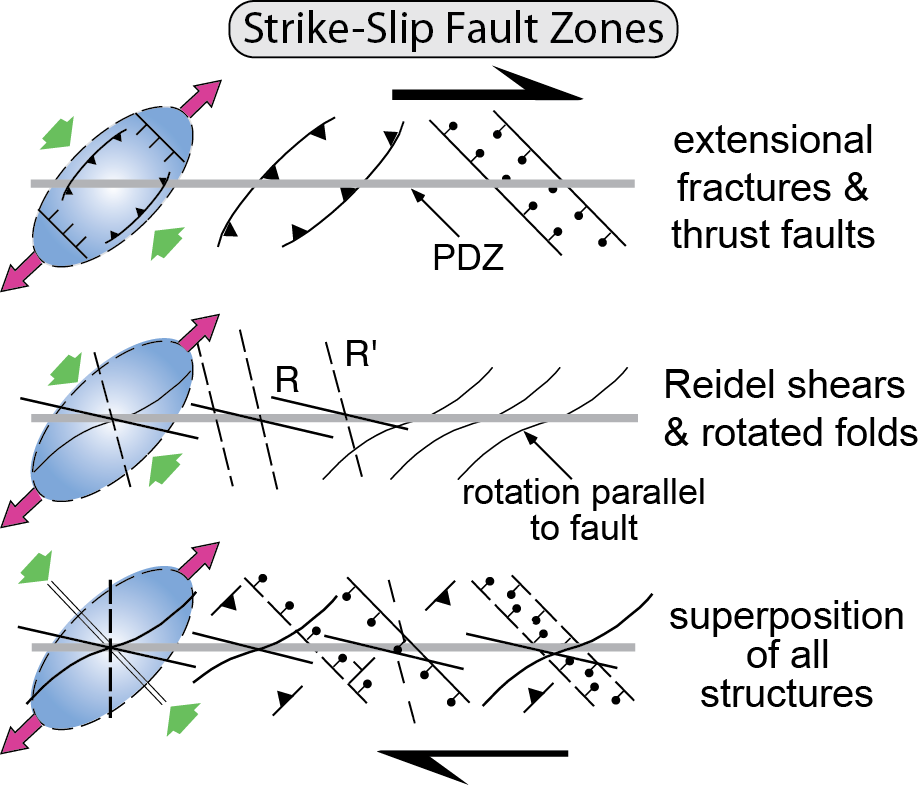 Strike-Slip Fault Zones
extensional
fractures &
thrust faults
PDZ
R
R'
Reidel shears
& rotated folds
rotation parallel
to fault
superposition
of all
structures